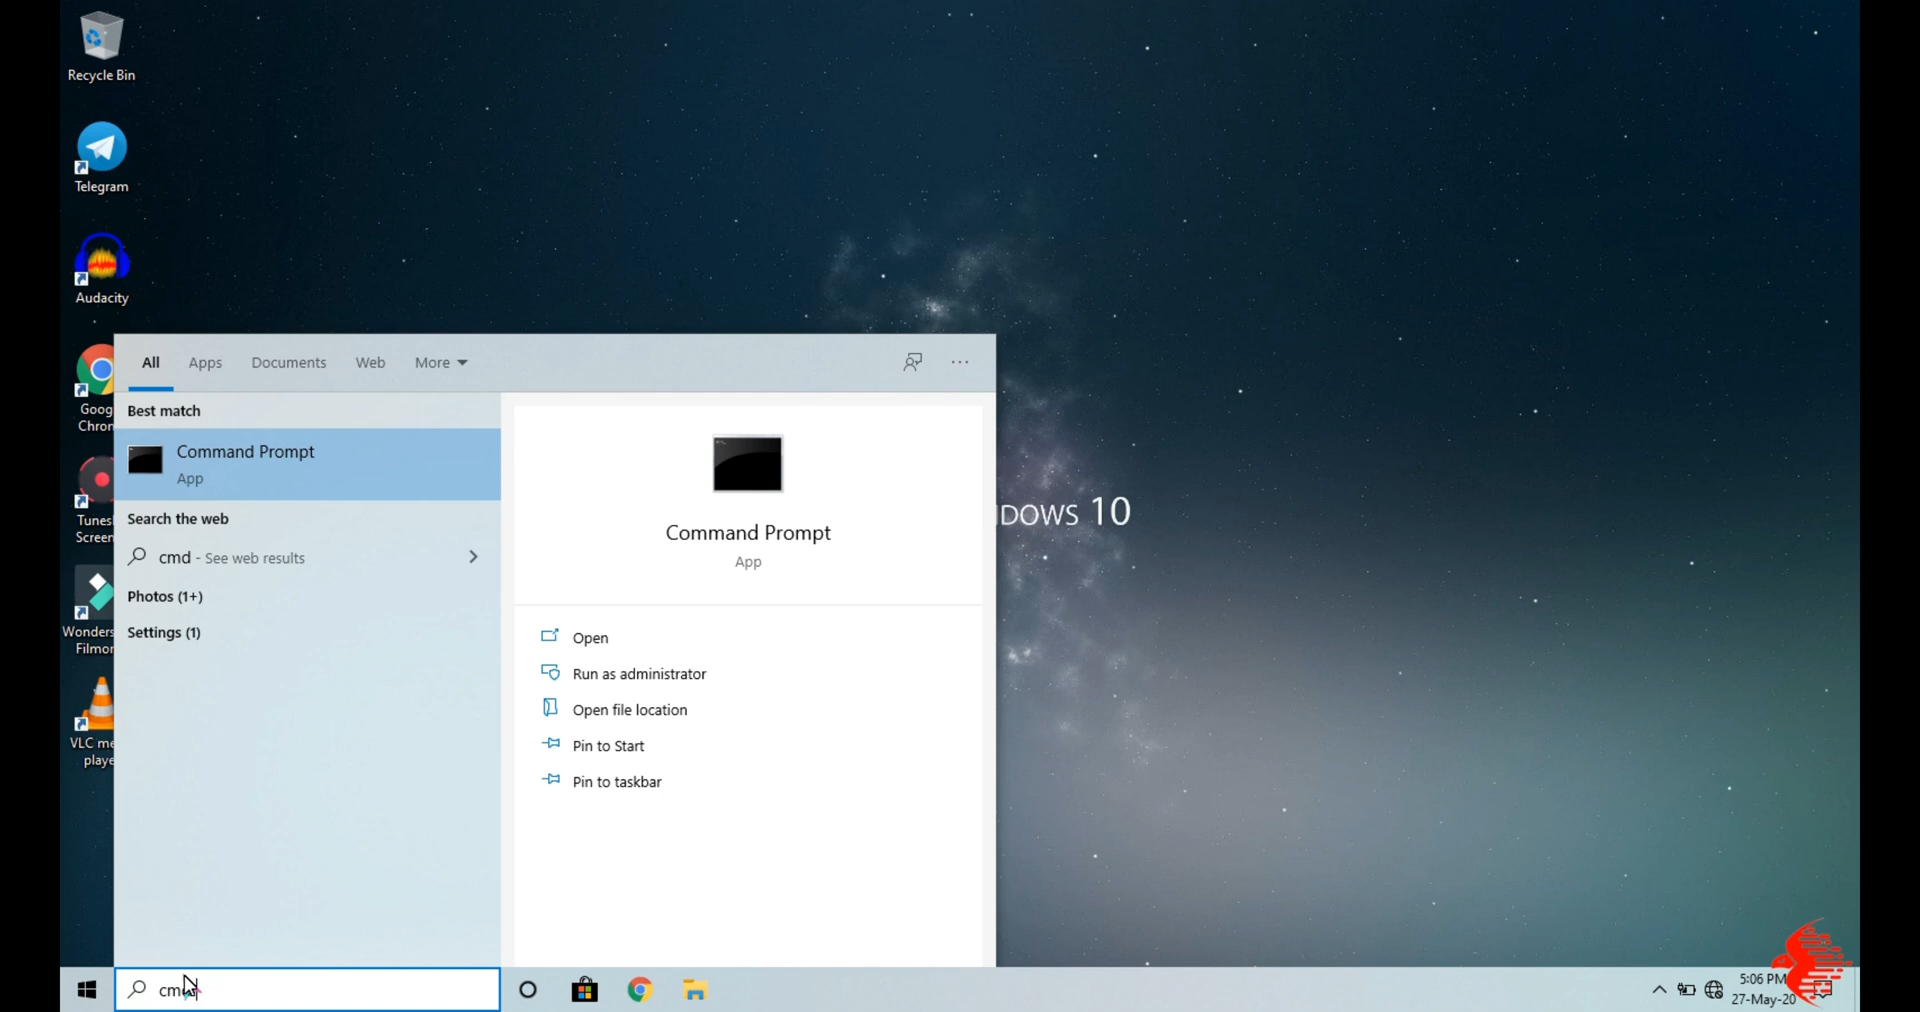 Recycle Bin
Telegram
Audacity
Goog
Chron
Tunes
Screen
Wonders
Filmor
VLC me
playe
All Apps Documents Web More
Best match
Command Prompt
App
Search the web
cmd - See web results
Photos (1+)
Settings (1)
Command Prompt
App
Open
Run as administrator
Open file location
Pin to Start
Pin to taskbar
DOWS 10
cm
5:06 PM
27-May-20